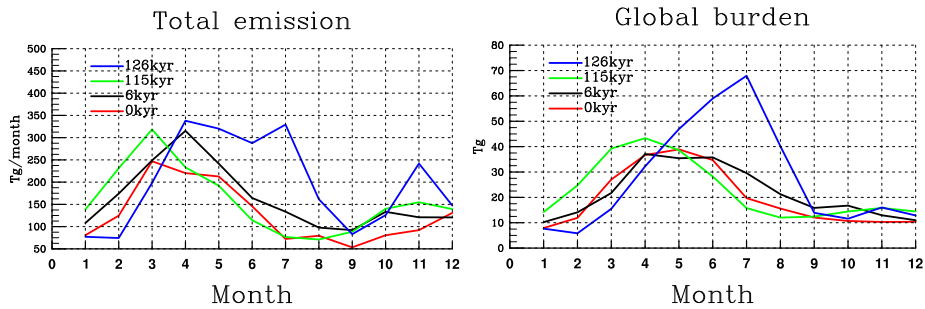 Total emission
500
450
400
350
300
250
200
150
100
50
Tg/month
126kyr
115kyr
6kyr
0kyr
0 1 2 3 4 5 6 7 8 9 10 11 12
Month
Global burden
80
70
60
50
40
30
20
10
0
Tg
126kyr
115kyr
6kyr
0kyr
0 1 2 3 4 5 6 7 8 9 10 11 12
Month